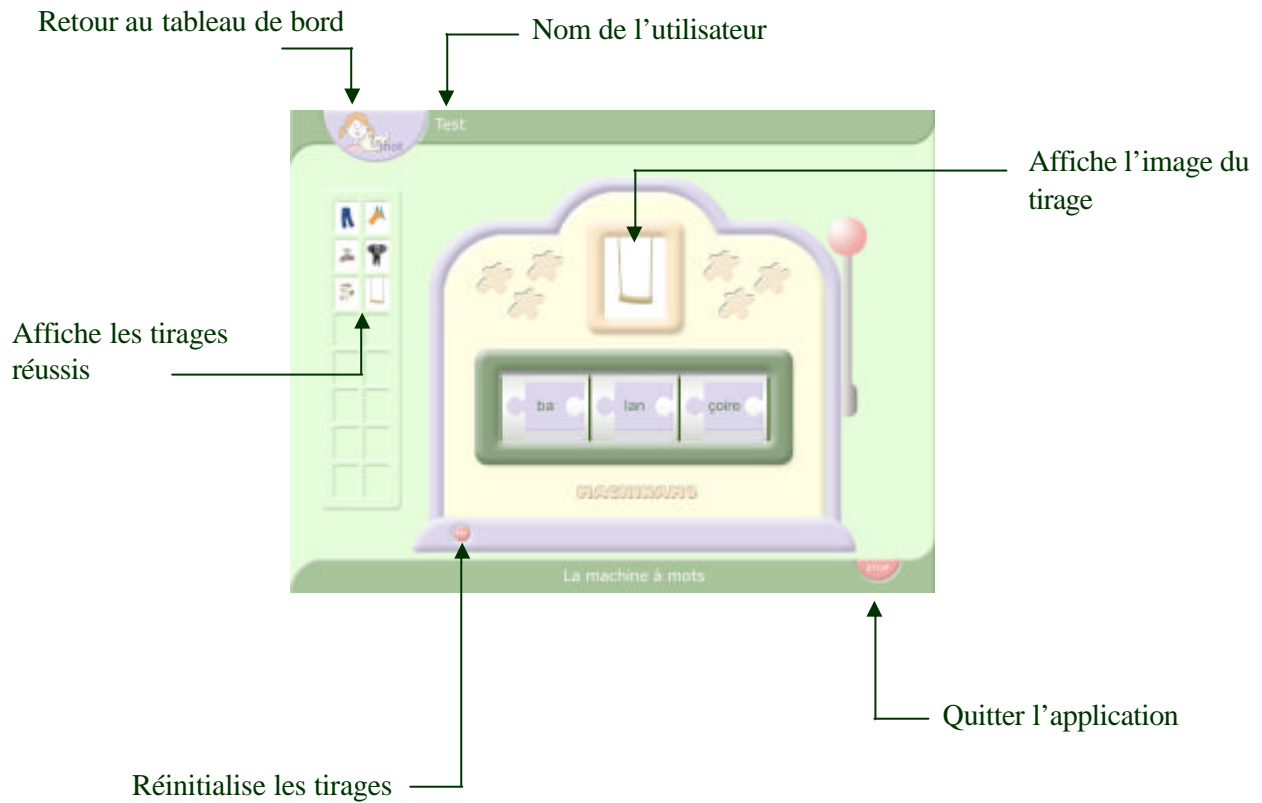 Retour au tableau de bord
Nom de l’utilisateur
Test
Affiche l’image du
tirage
Affiche les tirages
réussis
ba lan çoire
La machine à mots
Quitter l’application
Réinitialise les tirages